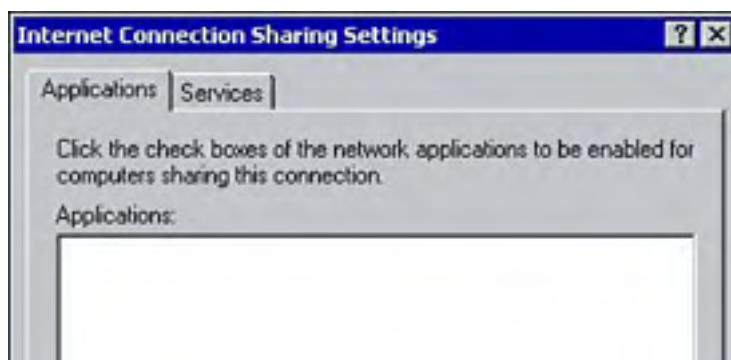 Internet Connection Sharing Settings
Applications
Services
Click the check boxes of the network applications to be enabled for
computers sharing this connection.
Applications: